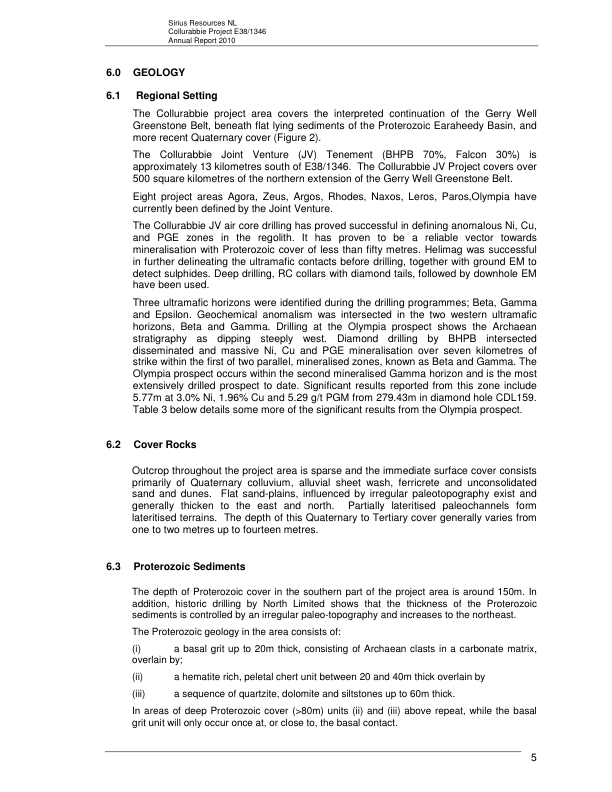 Sirius Resources NL
Collurabbie Project E38/1346
Annual Report 2010
6.0 GEOLOGY
6.1 Regional Setting
The Collurabbie project area covers the interpreted continuation of the Gerry Well
Greenstone Belt, beneath flat lying sediments of the Proterozoic Earaheedy Basin, and
more recent Quaternary cover (Figure 2).
The Collurabbie Joint Venture (JV) Tenement (BHPB 70%, Falcon 30%) is
approximately 13 kilometres south of E38/1346. The Collurabbie JV Project covers over
500 square kilometres of the northern extension of the Gerry Well Greenstone Belt.
Eight project areas Agora, Zeus, Argos, Rhodes, Naxos, Leros, Paros,Olympia have
currently been defined by the Joint Venture.
The Collurabbie JV air core drilling has proved successful in defining anomalous Ni, Cu,
and PGE zones in the regolith. It has proven to be a reliable vector towards
mineralisation with Proterozoic cover of less than fifty metres. Helimag was successful
in further delineating the ultramafic contacts before drilling, together with ground EM to
detect sulphides. Deep drilling, RC collars with diamond tails, followed by downhole EM
have been used.
Three ultramafic horizons were identified during the drilling programmes; Beta, Gamma
and Epsilon. Geochemical anomalism was intersected in the two western ultramafic
horizons, Beta and Gamma. Drilling at the Olympia prospect shows the Archaean
stratigraphy as dipping steeply west. Diamond drilling by BHPB intersected
disseminated and massive Ni, Cu and PGE mineralisation over seven kilometres of
strike within the first of two parallel, mineralised zones, known as Beta and Gamma. The
Olympia prospect occurs within the second mineralised Gamma horizon and is the most
extensively drilled prospect to date. Significant results reported from this zone include
5.77m at 3.0% Ni, 1.96% Cu and 5.29 g/t PGM from 279.43m in diamond hole CDL159.
Table 3 below details some more of the significant results from the Olympia prospect.
6.2 Cover Rocks
Outcrop throughout the project area is sparse and the immediate surface cover consists
primarily of Quaternary colluvium, alluvial sheet wash, ferricrete and unconsolidated
sand and dunes. Flat sand-plains, influenced by irregular paleotopography exist and
generally thicken to the east and north. Partially lateritised paleochannels form
lateritised terrains. The depth of this Quaternary to Tertiary cover generally varies from
one to two metres up to fourteen metres.
6.3 Proterozoic Sediments
The depth of Proterozoic cover in the southern part of the project area is around 150m. In
addition, historic drilling by North Limited shows that the thickness of the Proterozoic
sediments is controlled by an irregular paleo-topography and increases to the northeast.
The Proterozoic geology in the area consists of:
(i) a basal grit up to 20m thick, consisting of Archaean clasts in a carbonate matrix,
overlain by;
(ii) a hematite rich, peletal chert unit between 20 and 40m thick overlain by
(iii) a sequence of quartzite, dolomite and siltstones up to 60m thick.
In areas of deep Proterozoic cover (>80m) units (ii) and (iii) above repeat, while the basal
grit unit will only occur once at, or close to, the basal contact.
5